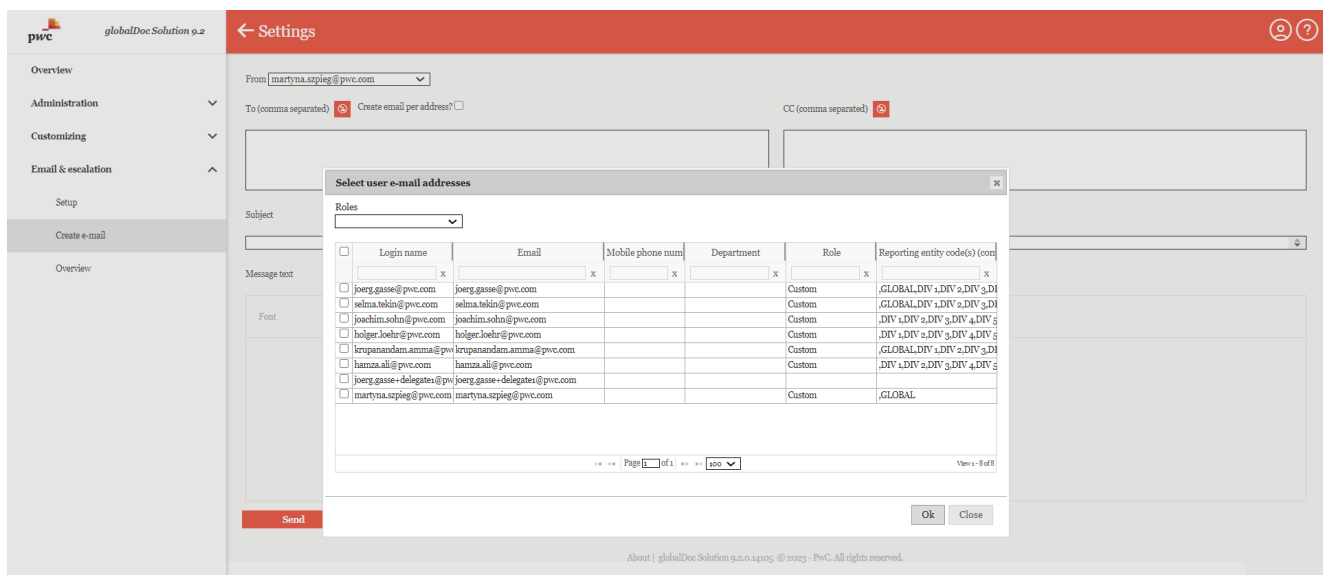 pwc globalDoc Solution 9.2 ← Settings ?
Overview
Administration
Customizing
Email & escalation
Setup
Create e-mail
Overview
From martyna.szpieg@pwc.com
To (comma separated) Create email per address? CC (comma separated)
Subject
Message text
Font
Select user e-mail addresses x
Roles
Login name Email Mobile phone num Department Role Reporting entity code(s) (con
x x x x x x
joerg.gasse@pwc.com joerg.gasse@pwc.com Custom ,GLOBAL,DIV 1,DIV 2,DIV 3,DI
selma.tekin@pwc.com selma.tekin@pwc.com Custom ,GLOBAL,DIV 1,DIV 2,DIV 3,DI
joachim.sohn@pwc.com joachim.sohn@pwc.com Custom ,DIV 1,DIV 2,DIV 3,DIV 4,DIV 5
holger.loehr@pwc.com holger.loehr@pwc.com Custom ,DIV 1,DIV 2,DIV 3,DIV 4,DIV 5
krupanandam.amma@pw krupanandam.amma@pwc.com Custom ,GLOBAL,DIV 1,DIV 2,DIV 3,DI
hamza.ali@pwc.com hamza.ali@pwc.com Custom ,DIV 1,DIV 2,DIV 3,DIV 4,DIV 5
joerg.gasse+delegate1@pw joerg.gasse+delegate1@pwc.com
martyna.szpieg@pwc.com martyna.szpieg@pwc.com Custom ,GLOBAL
Page 1 of 1 100 View 1 - 8 of 8
Ok Close
Send
About | globalDoc Solution 9.2.0.14105 © 2023 - PwC. All rights reserved.